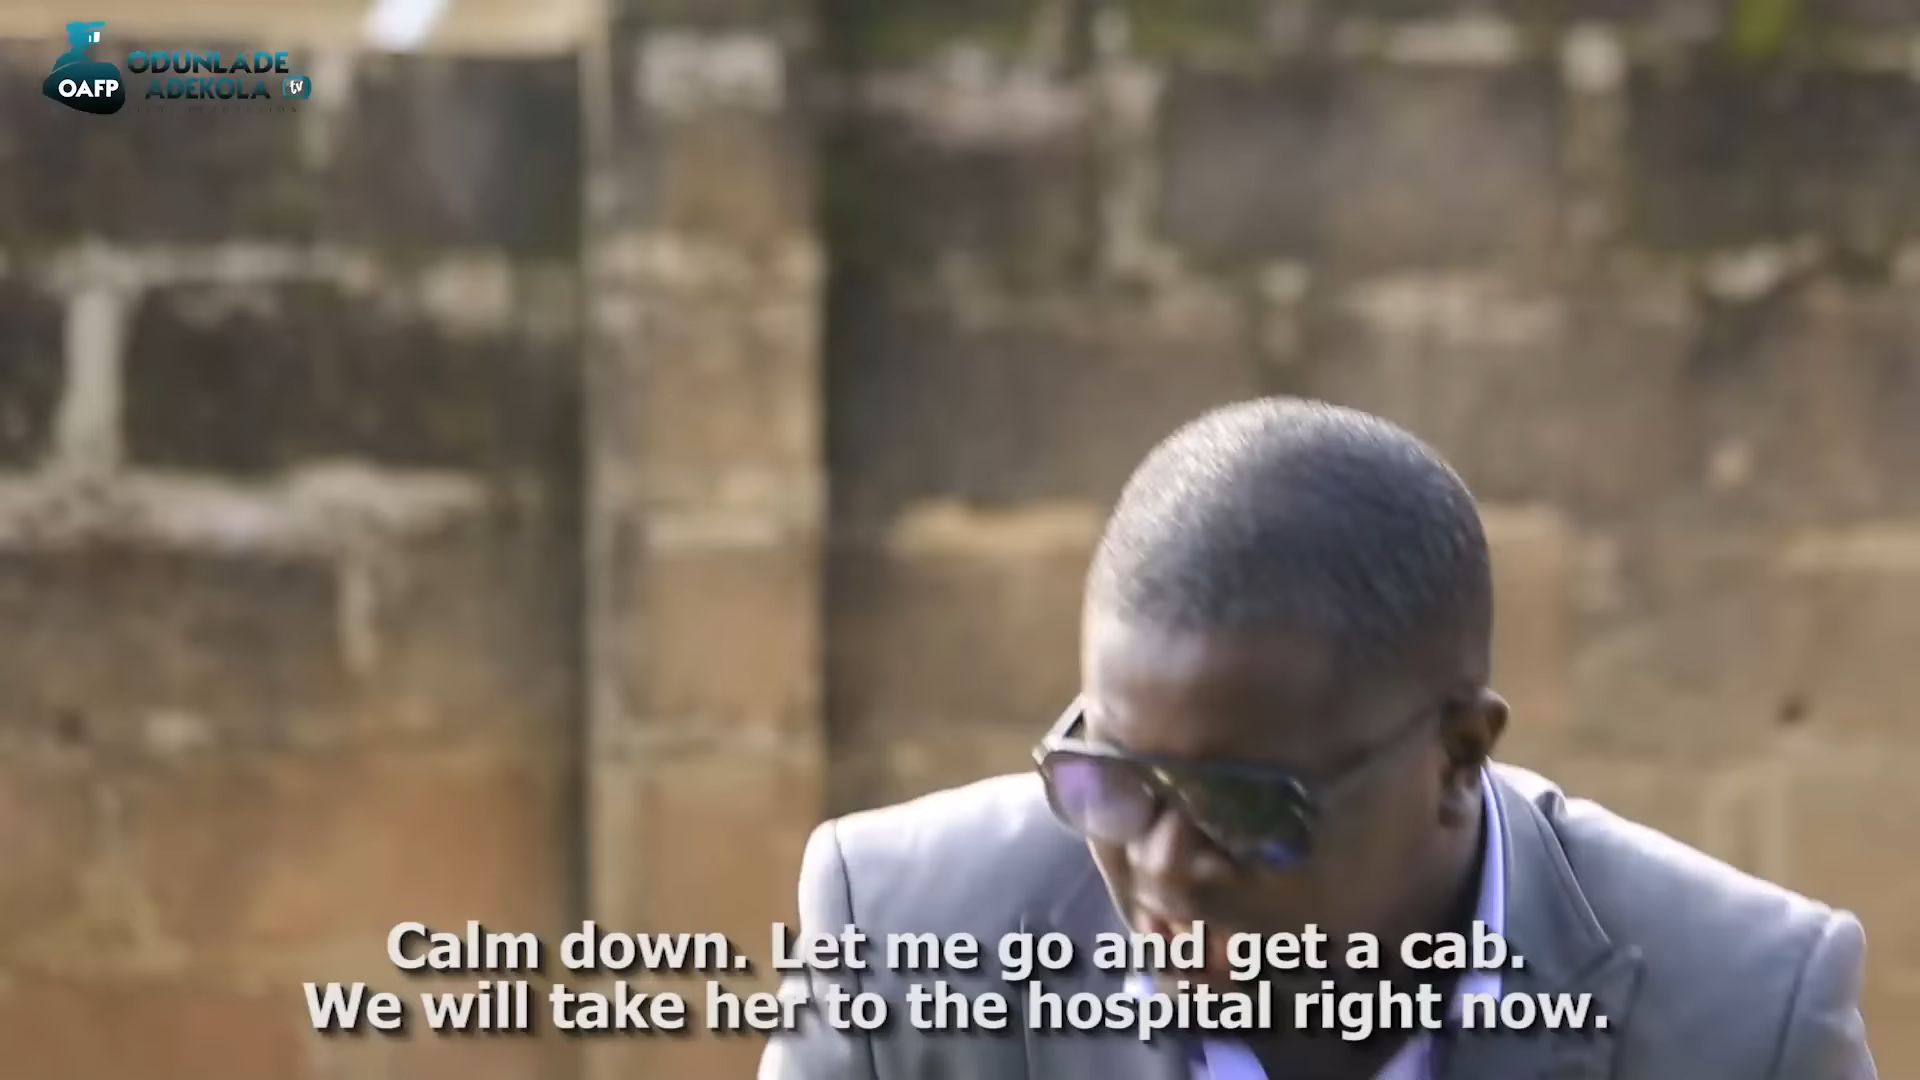 ODUNLADE
OAFP
ADEKOLA tv
Calm down. Let me go and get a cab.
We will take her to the hospital right now.